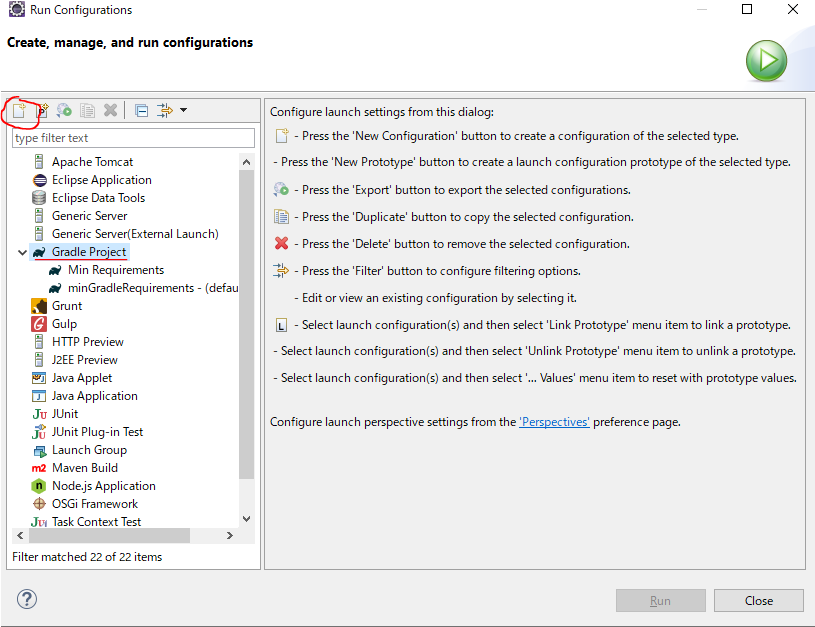 Run Configurations
Create, manage, and run configurations
type filter text
Apache Tomcat
Eclipse Application
Eclipse Data Tools
Generic Server
Generic Server(External Launch)
Gradle Project
Min Requirements
minGradleRequirements - (defau
Grunt
Gulp
HTTP Preview
J2EE Preview
Java Applet
Java Application
JUnit
JUnit Plug-in Test
Launch Group
m2 Maven Build
Node.js Application
OSGi Framework
Task Context Test
Filter matched 22 of 22 items
Configure launch settings from this dialog:
- Press the 'New Configuration' button to create a configuration of the selected type.
- Press the 'New Prototype' button to create a launch configuration prototype of the selected type.
- Press the 'Export' button to export the selected configurations.
- Press the 'Duplicate' button to copy the selected configuration.
- Press the 'Delete' button to remove the selected configuration.
- Press the 'Filter' button to configure filtering options.
- Edit or view an existing configuration by selecting it.
L - Select launch configuration(s) and then select 'Link Prototype' menu item to link a prototype.
- Select launch configuration(s) and then select 'Unlink Prototype' menu item to unlink a prototype.
- Select launch configuration(s) and then select '... Values' menu item to reset with prototype values.
Configure launch perspective settings from the 'Perspectives' preference page.
?
Run
Close